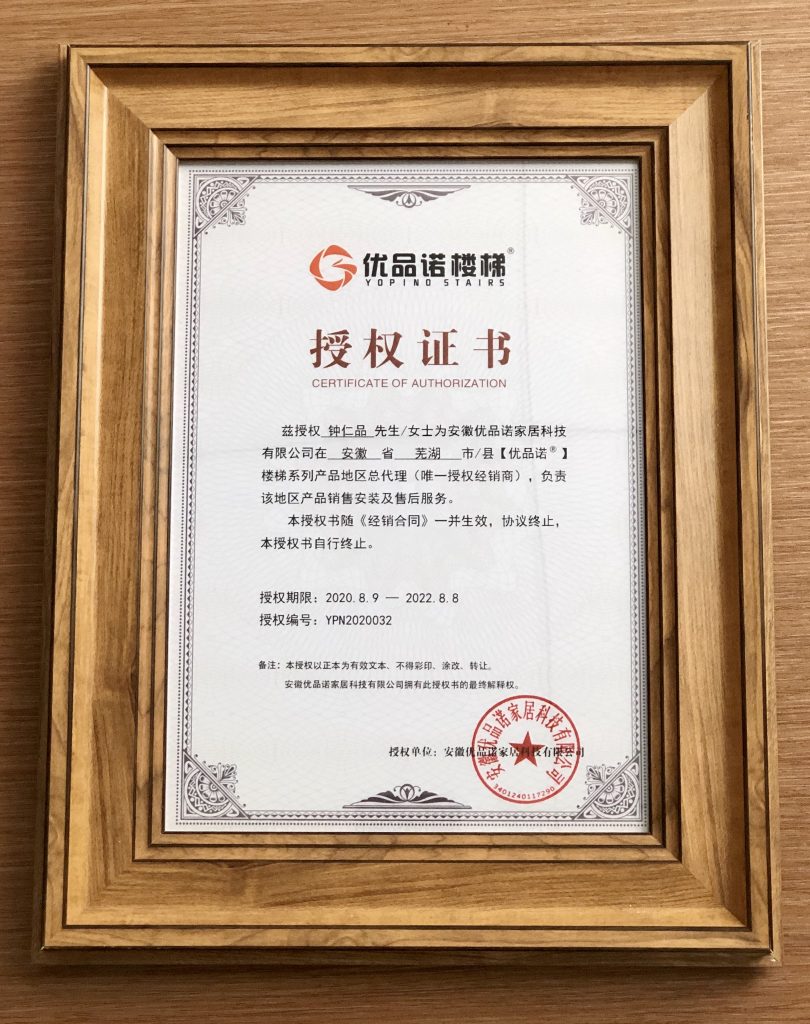 优品诺楼梯®
YOPINO STAIRS
授权证书
CERTIFICATE OF AUTHORIZATION
兹授权 钟仁品 先生/女士为安徽优品诺家居科技
有限公司在 安徽 省 芜湖 市/县【优品诺®】
楼梯系列产品地区总代理（唯一授权经销商），负责
该地区产品销售安装及售后服务。
本授权书随《经销合同》一并生效，协议终止，
本授权书自行终止。
授权期限：2020.8.9 — 2022.8.8
授权编号：YPN2020032
备注：本授权以正本为有效文本、不得彩印、涂改、转让。
安徽优品诺家居科技有限公司拥有此授权书的最终解释权。
授权单位：安徽优品诺家居科技有限公司
安徽优品诺家居科技有限公司
3401240117290